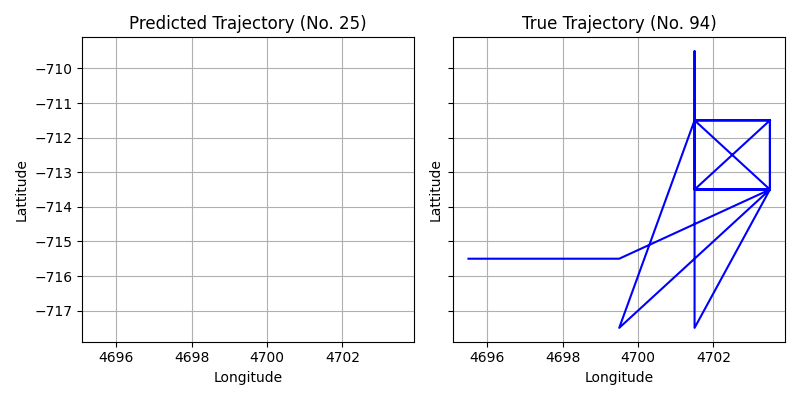 Predicted Trajectory (No. 25)
True Trajectory (No. 94)
−710
−711
−712
−713
−714
−715
−716
−717
Lattitude
4696
4698
4700
4702
Longitude
Lattitude
4696
4698
4700
4702
Longitude